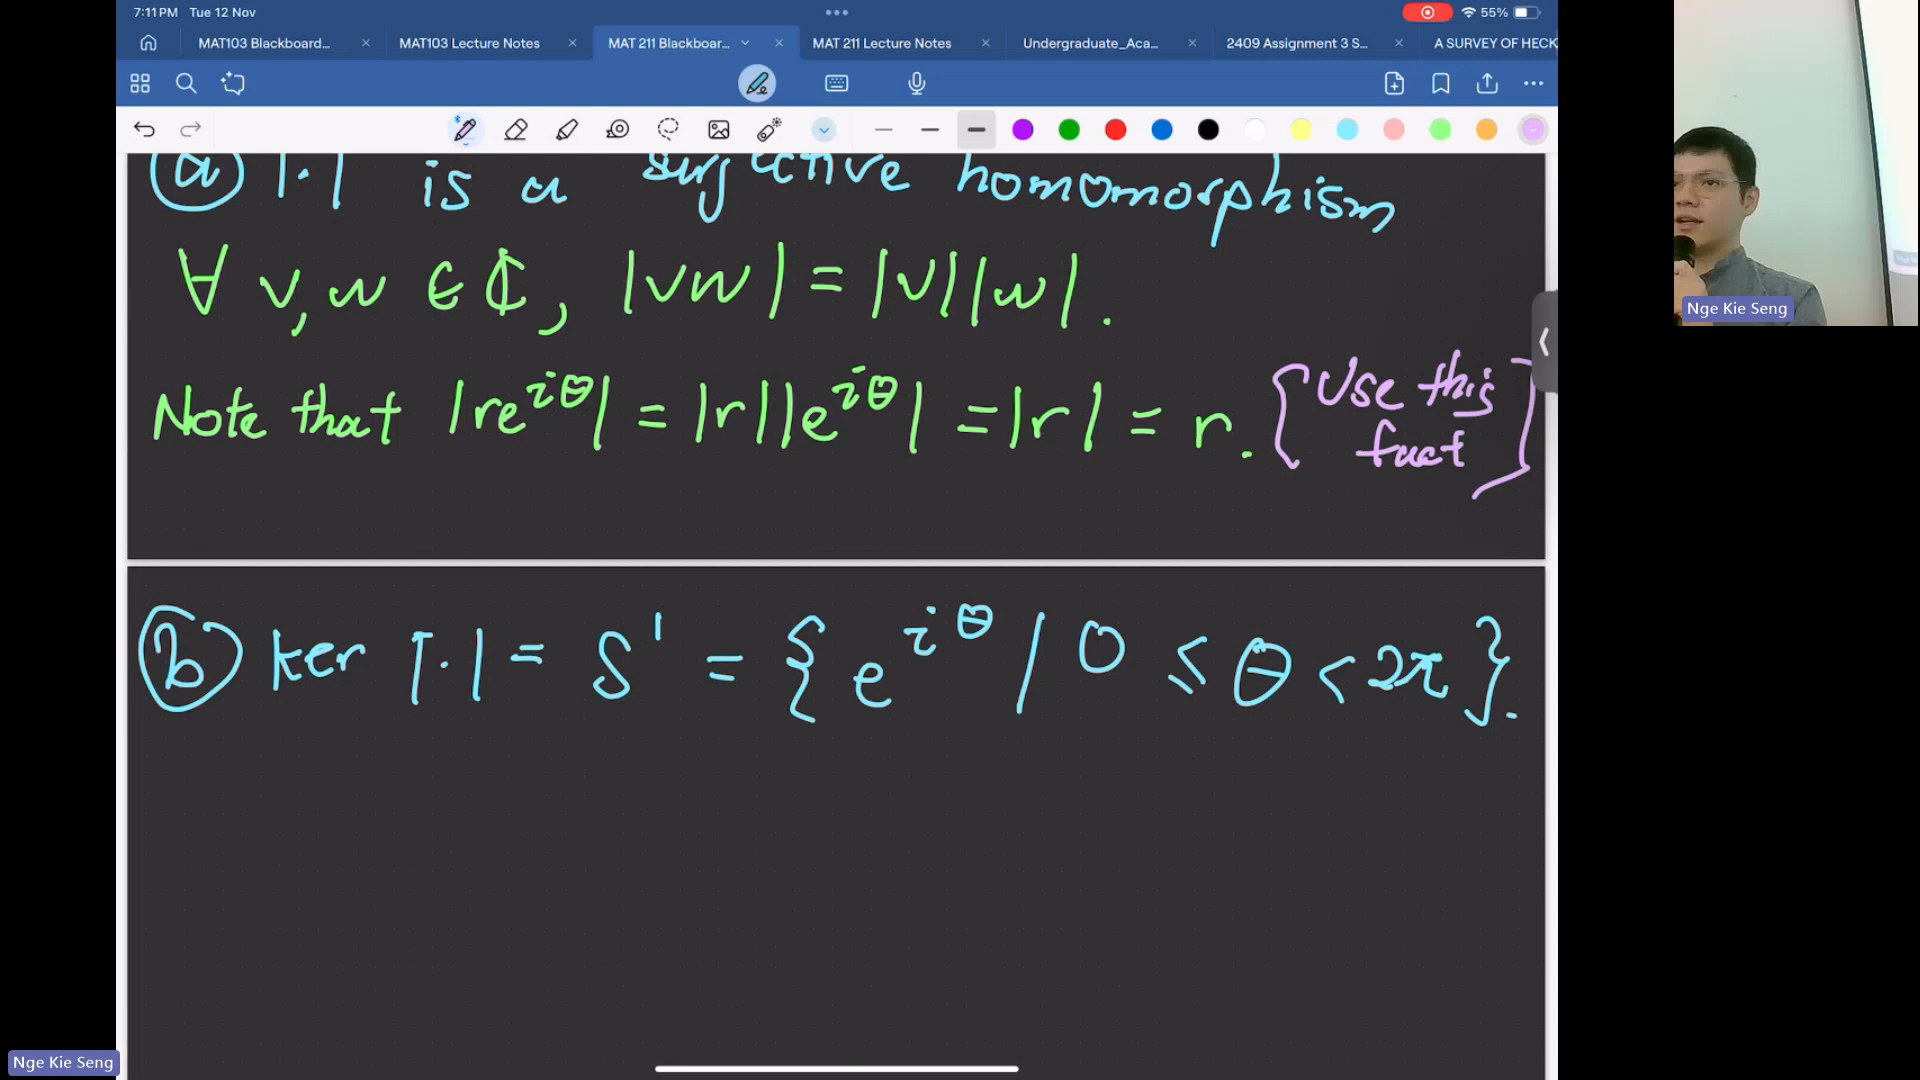 7:11 PM Tue 12 Nov
55%
MAT103 Blackboard... MAT103 Lecture Notes MAT 211 Blackboar... MAT 211 Lecture Notes Undergraduate_Aca... 2409 Assignment 3 S... A SURVEY OF HECK
(a) |·| is a surjective homomorphism
∀ v, w ∈ ℂ, |vw| = |v||w|.
Note that |re^{iθ}| = |r||e^{iθ}| = |r| = r. [Use this
fact]
(b) ker |·| = S¹ = {e^{iθ} | 0 ≤ θ < 2π}.
Nge Kie Seng
Nge Kie Seng